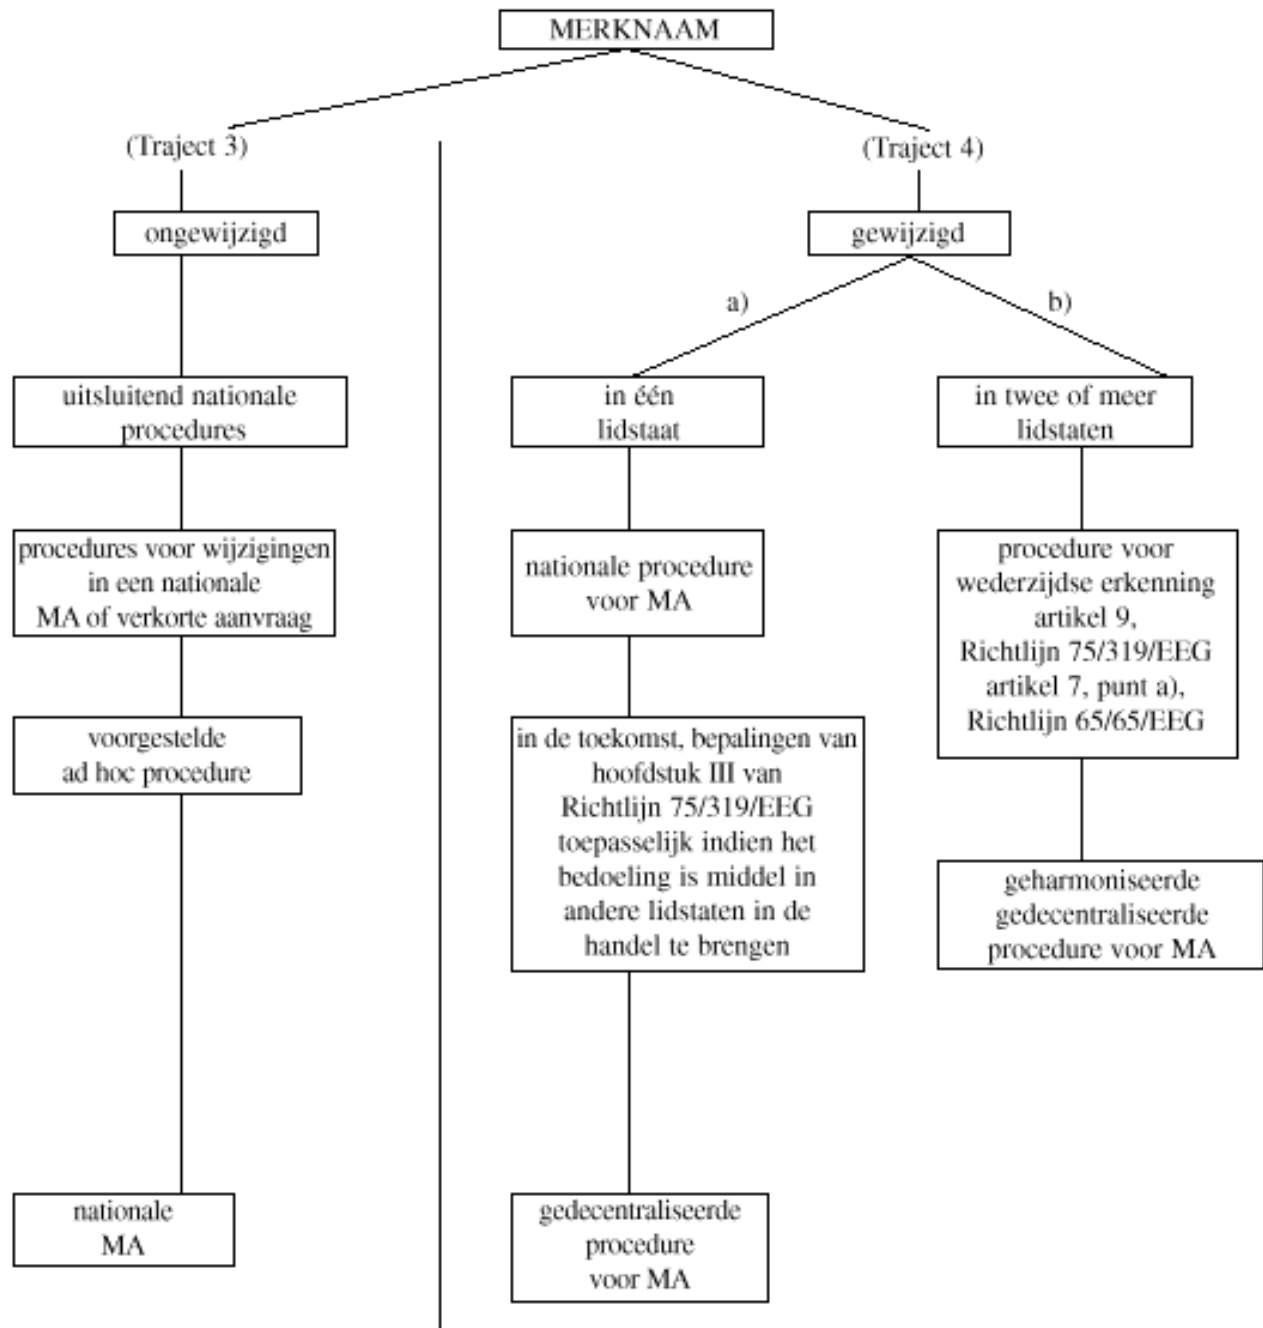 MERKNAAM
(Traject 3)
ongewijzigd
uitsluitend nationale
procedures
procedures voor wijzigingen
in een nationale
MA of verkorte aanvraag
voorgestelde
ad hoc procedure
nationale
MA
(Traject 4)
gewijzigd
a)
in één
lidstaat
nationale procedure
voor MA
in de toekomst, bepalingen van
hoofdstuk III van
Richtlijn 75/319/EEG
toepasselijk indien het
bedoeling is middel in
andere lidstaten in de
handel te brengen
gedecentraliseerde
procedure
voor MA
b)
in twee of meer
lidstaten
procedure voor
wederzijdse erkenning
artikel 9,
Richtlijn 75/319/EEG
artikel 7, punt a),
Richtlijn 65/65/EEG
geharmoniseerde
gedecentraliseerde
procedure voor MA